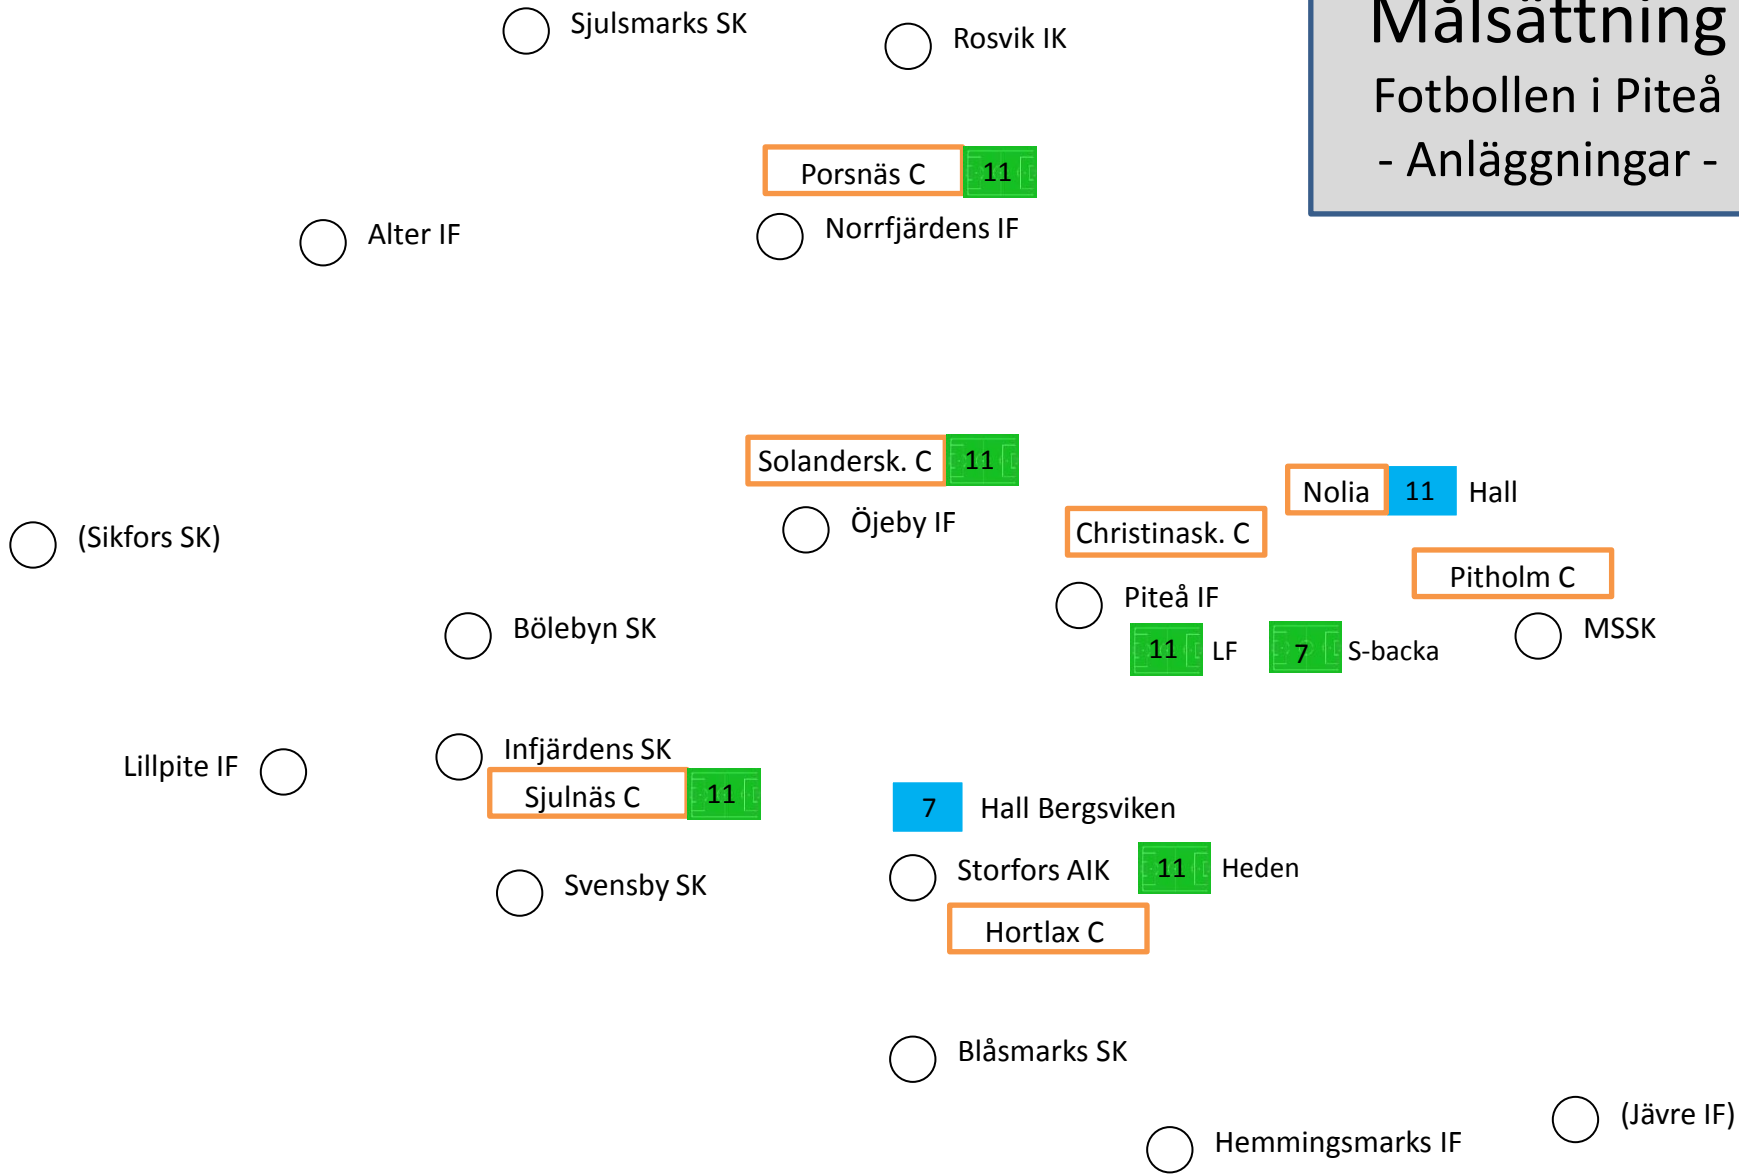 Målsättning
Fotbollen i Piteå
- Anläggningar -
Sjulsmarks SK
Rosvik IK
Porsnäs C 11
Alter IF
Norrfjärdens IF
Solandersk. C 11
Nolia 11 Hall
(Sikfors SK)
Öjeby IF
Christinask. C
Pitholm C
Piteå IF
Bölebyn SK
MSSK
11 LF
7 S-backa
Lillpite IF
Infjärdens SK
Sjulnäs C 11
7 Hall Bergsviken
Svensby SK
Storfors AIK
11 Heden
Hortlax C
Blåsmarks SK
(Jävre IF)
Hemmingsmarks IF